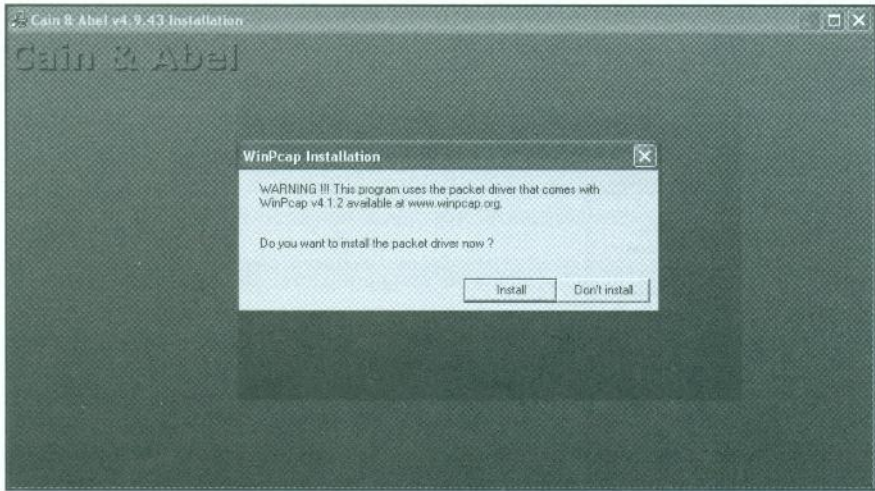 Cain & Abel v4.9.43 Installation
Cain & Abel
WinPcap Installation
WARNING !!! This program uses the packet driver that comes with
WinPcap v4.1.2 available at www.winpcap.org.
Do you want to install the packet driver now ?
Install
Don't install